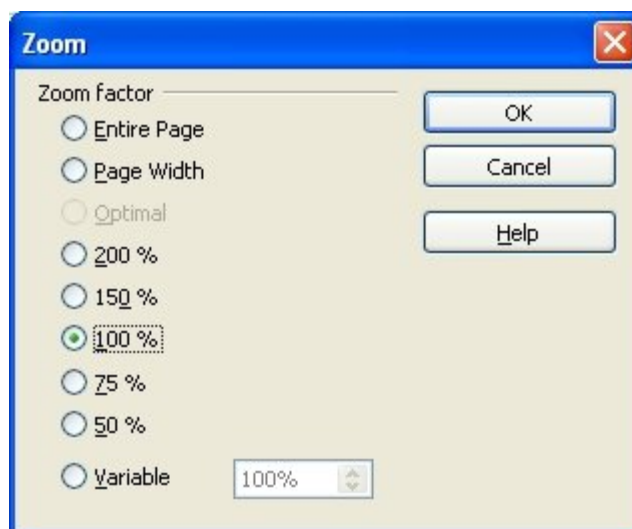 Zoom
Zoom factor
Entire Page
Page Width
Optimal
200 %
150 %
100 %
75 %
50 %
Variable 100%
OK
Cancel
Help